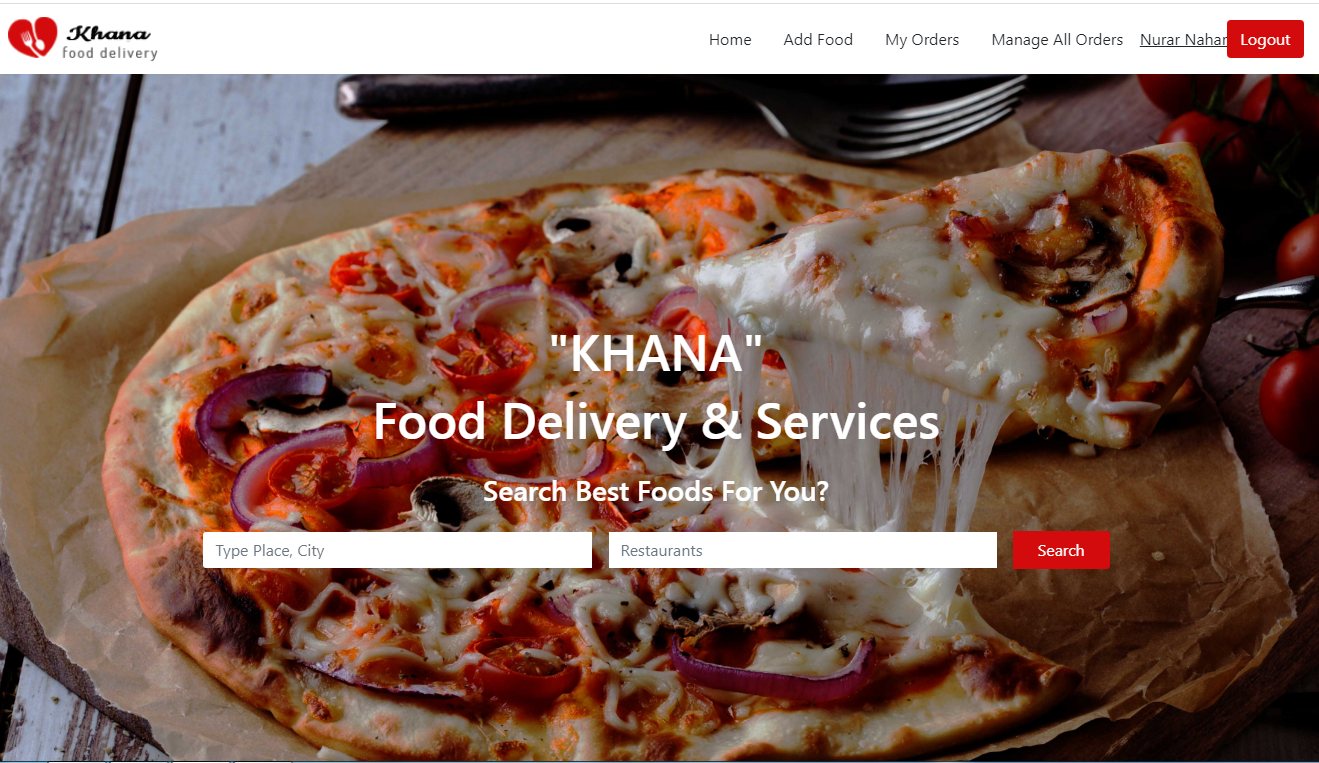 Khana
food delivery
Home Add Food My Orders Manage All Orders Nurar Nahar Logout
"KHANA"
Food Delivery & Services
Search Best Foods For You?
Type Place, City Restaurants Search